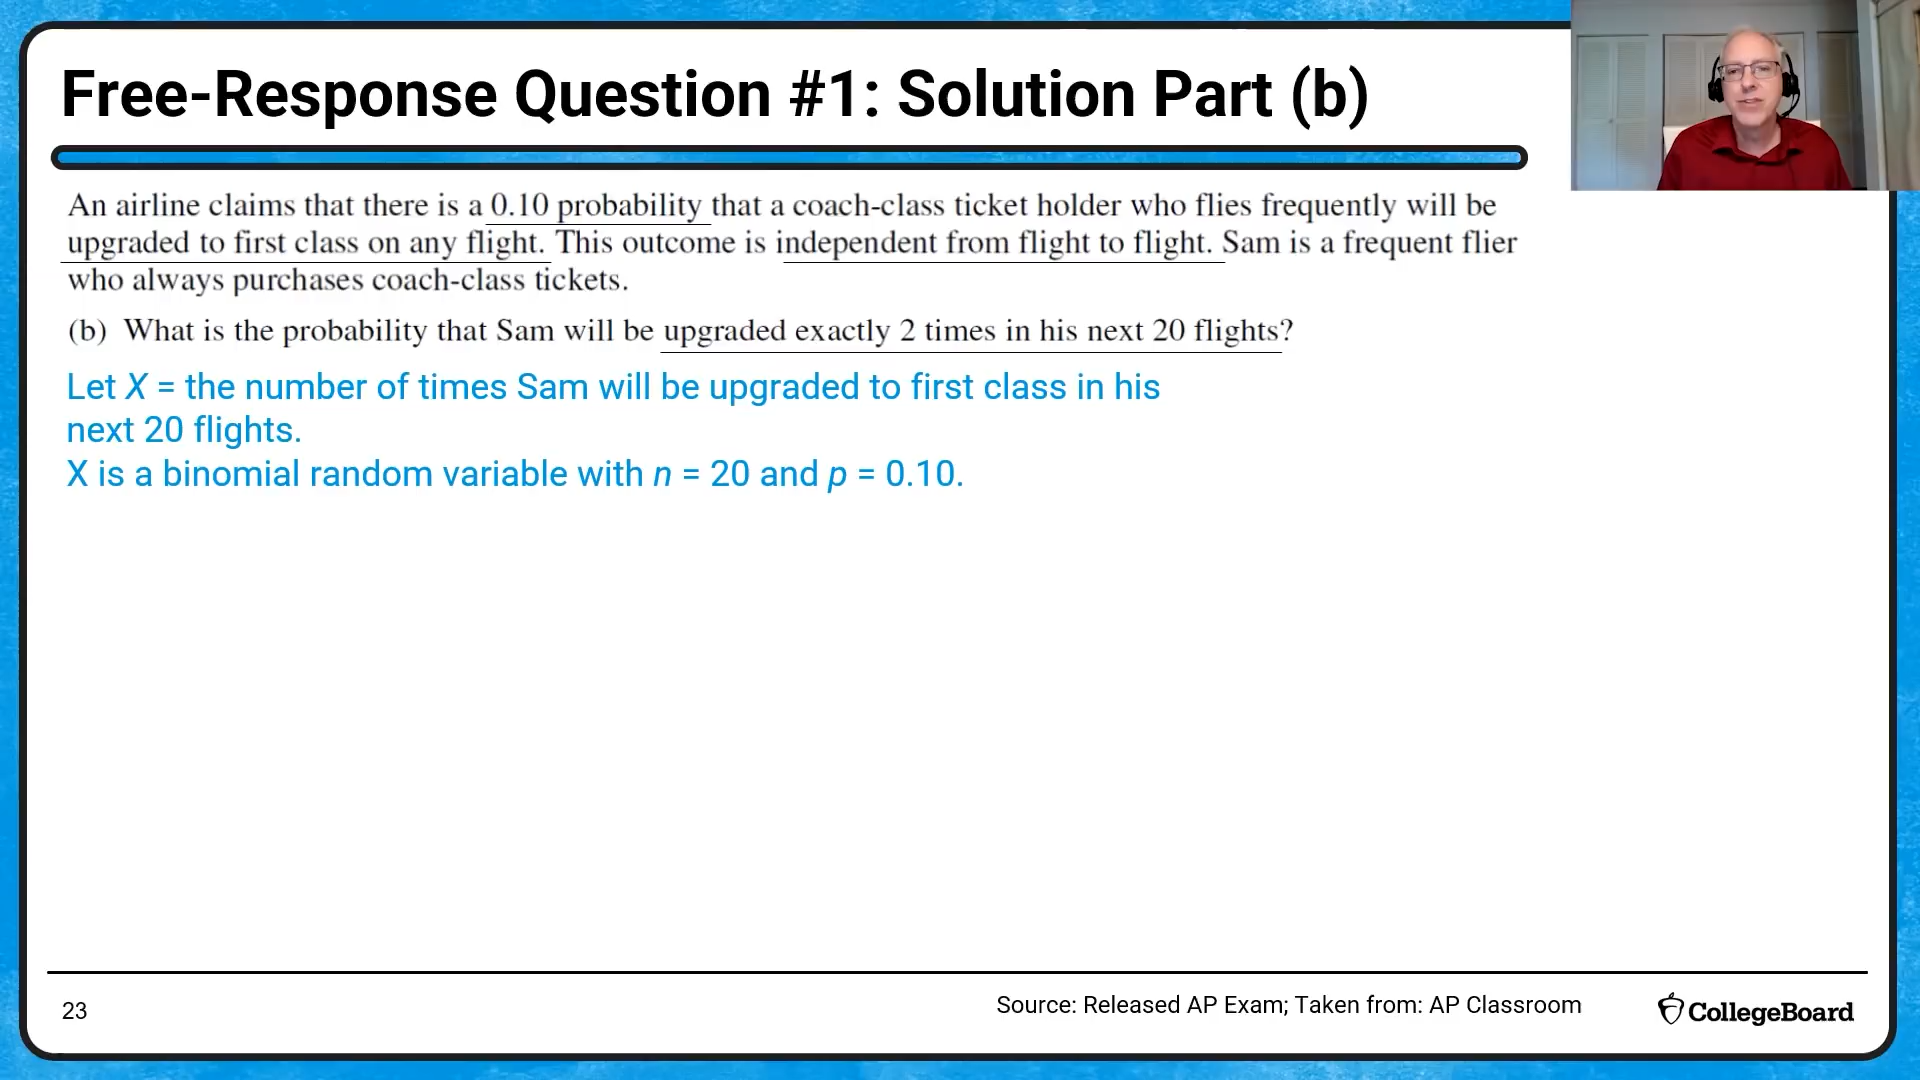 Free-Response Question #1: Solution Part (b)
An airline claims that there is a 0.10 probability that a coach-class ticket holder who flies frequently will be
upgraded to first class on any flight. This outcome is independent from flight to flight. Sam is a frequent flier
who always purchases coach-class tickets.
(b) What is the probability that Sam will be upgraded exactly 2 times in his next 20 flights?
Let X = the number of times Sam will be upgraded to first class in his
next 20 flights.
X is a binomial random variable with n = 20 and p = 0.10.
23
Source: Released AP Exam; Taken from: AP Classroom
CollegeBoard